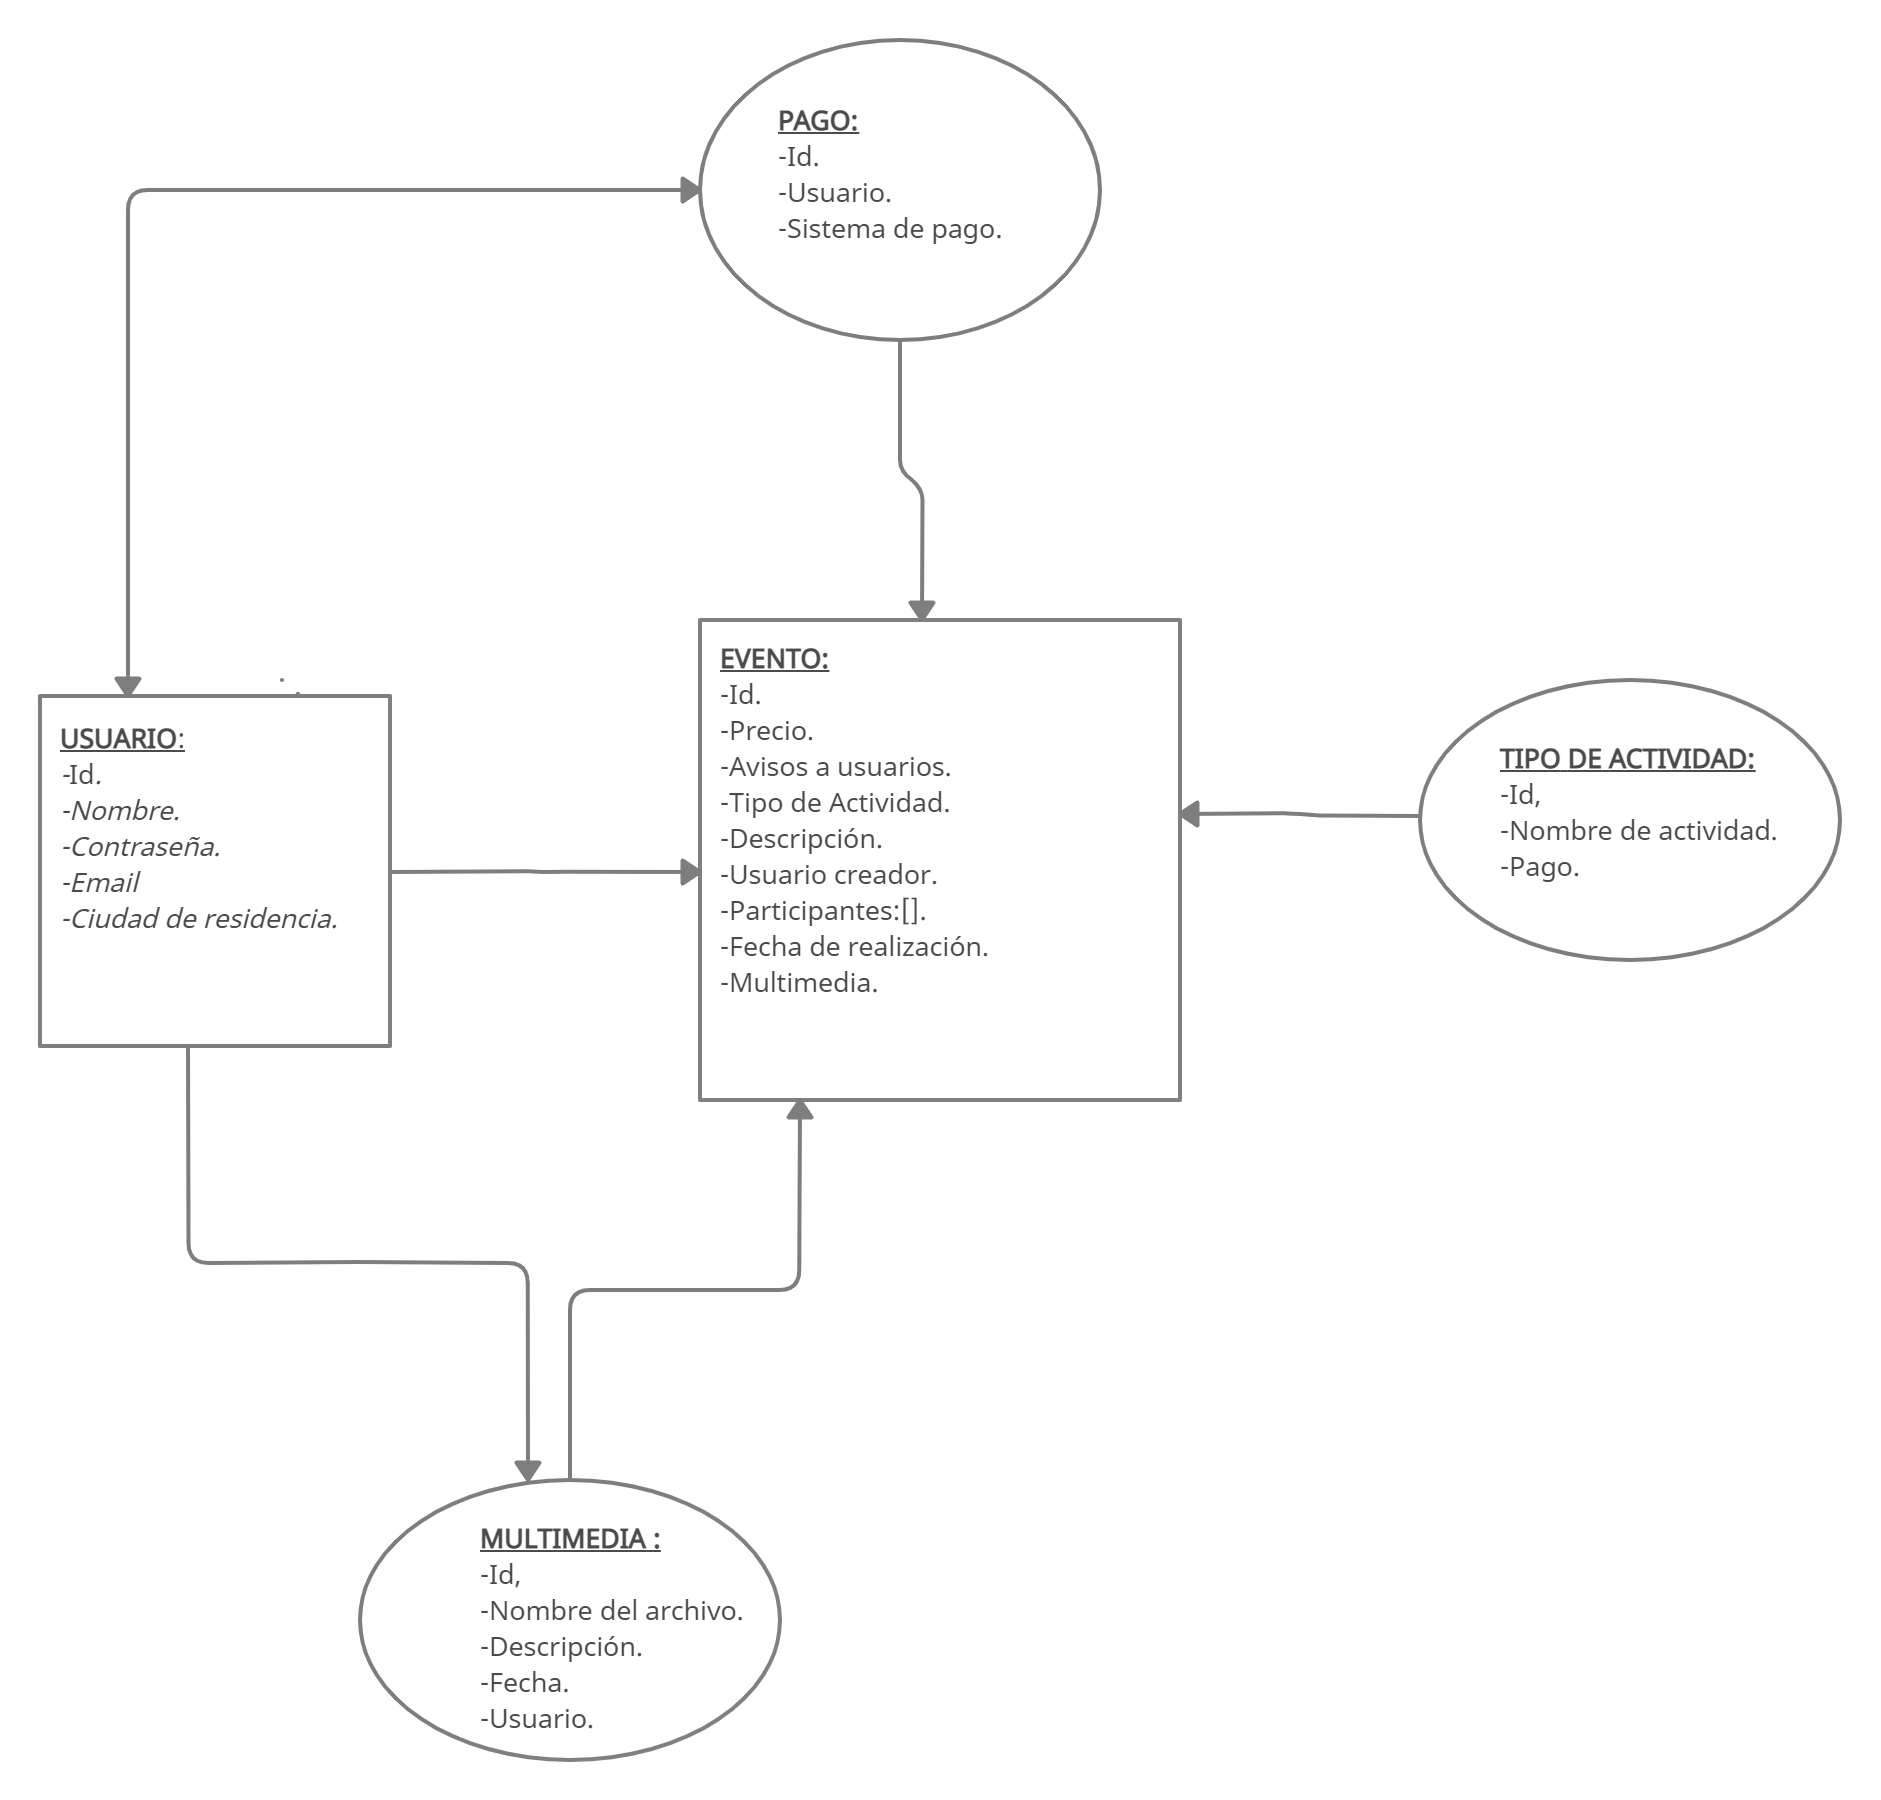 PAGO:
-Id.
-Usuario.
-Sistema de pago.
USUARIO:
-Id.
-Nombre.
-Contraseña.
-Email
-Ciudad de residencia.
EVENTO:
-Id.
-Precio.
-Avisos a usuarios.
-Tipo de Actividad.
-Descripción.
-Usuario creador.
-Participantes:[].
-Fecha de realización.
-Multimedia.
TIPO DE ACTIVIDAD:
-Id,
-Nombre de actividad.
-Pago.
MULTIMEDIA :
-Id,
-Nombre del archivo.
-Descripción.
-Fecha.
-Usuario.